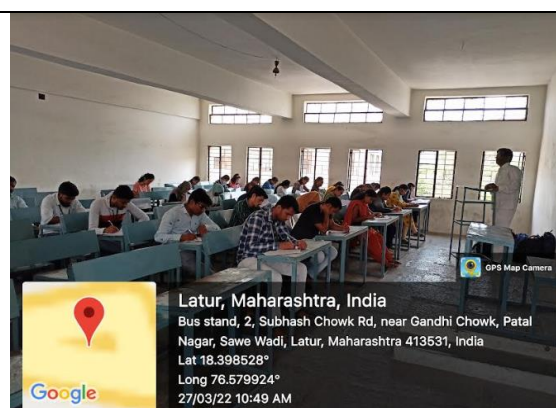 GPS Map Camera
Latur, Maharashtra, India
Bus stand, 2, Subhash Chowk Rd, near Gandhi Chowk, Patal
Nagar, Sawe Wadi, Latur, Maharashtra 413531, India
Lat 18.398528°
Long 76.579924°
27/03/22 10:49 AM
Google